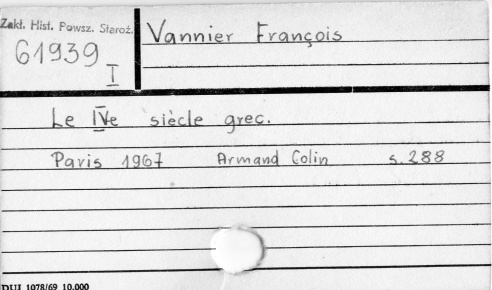 Zakł. Hist. Powsz. Staroż.
61939
I
Vannier François
Le IVe siècle grec.
Paris 1967 Armand Colin s. 288
DUJ 1078/69 10.000